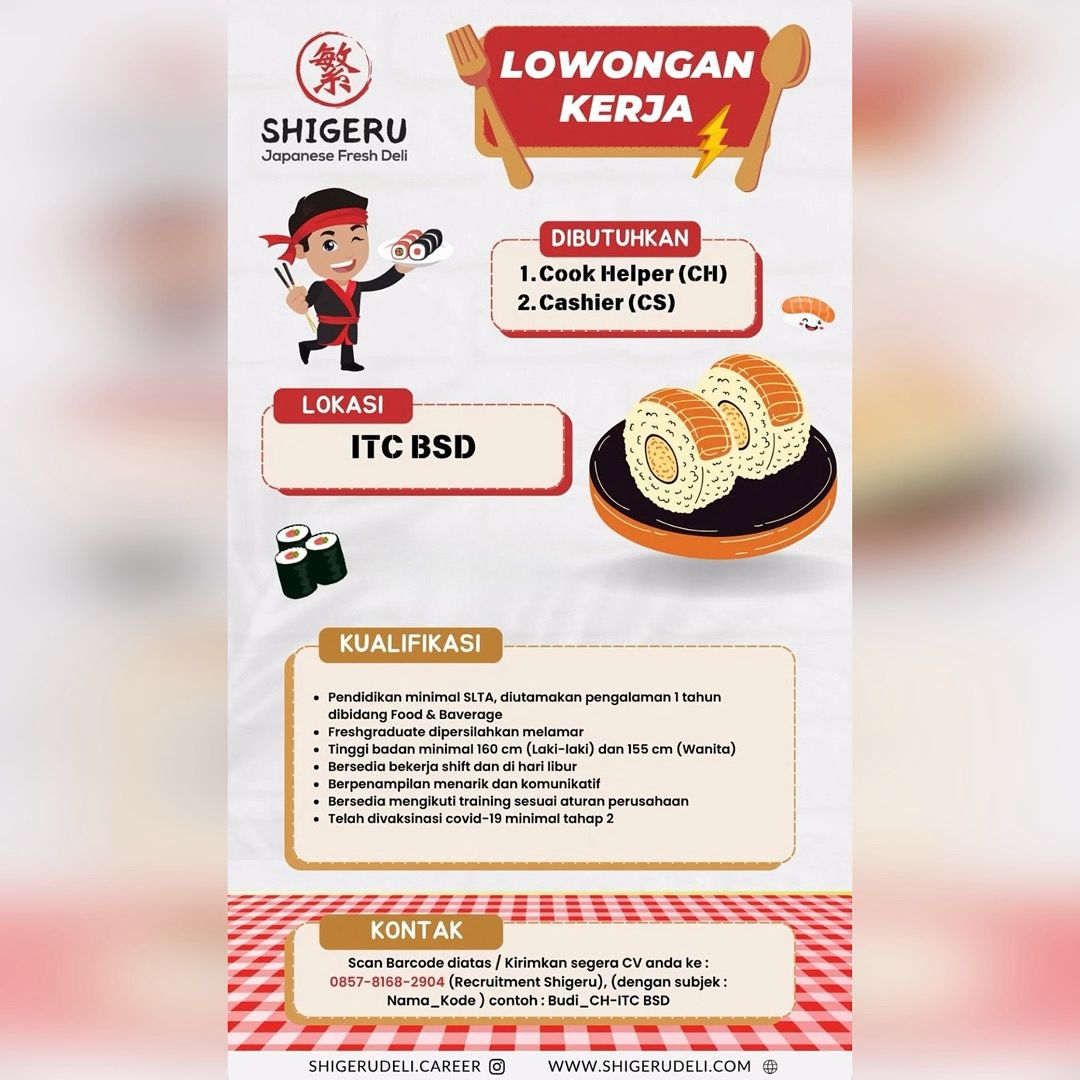 繁
SHIGERU
Japanese Fresh Deli
LOWONGAN
KERJA
DIBUTUHKAN
1. Cook Helper (CH)
2. Cashier (CS)
LOKASI
ITC BSD
KUALIFIKASI
• Pendidikan minimal SLTA, diutamakan pengalaman 1 tahun
dibidang Food & Baverage
• Freshgraduate dipersilahkan melamar
• Tinggi badan minimal 160 cm (Laki-laki) dan 155 cm (Wanita)
• Bersedia bekerja shift dan di hari libur
• Berpenampilan menarik dan komunikatif
• Bersedia mengikuti training sesuai aturan perusahaan
• Telah divaksinasi covid-19 minimal tahap 2
KONTAK
Scan Barcode diatas / Kirimkan segera CV anda ke :
0857-8168-2904 (Recruitment Shigeru), (dengan subjek :
Nama_Kode ) contoh : Budi_CH-ITC BSD
SHIGERUDELI.CAREER
WWW.SHIGERUDELI.COM